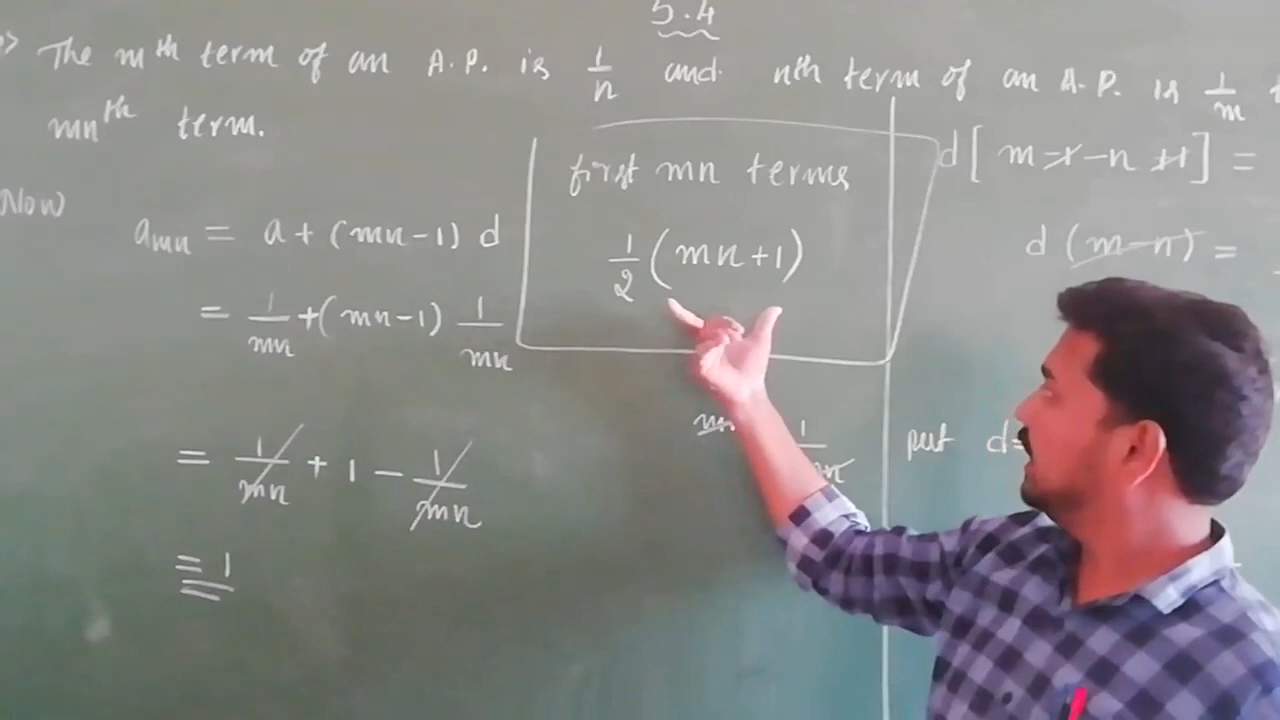 5.4
The mth term of an A.P. is 1/n and nth term of an A.P. is 1/m
mnth term.
Now
amn = a + (mn-1) d
= 1/mn + (mn-1) 1/mn
= 1/mn + 1 - 1/mn
= 1
first mn terms
1/2 (mn+1)
d[ m-1-n+1] =
d (m-n) =
put d=